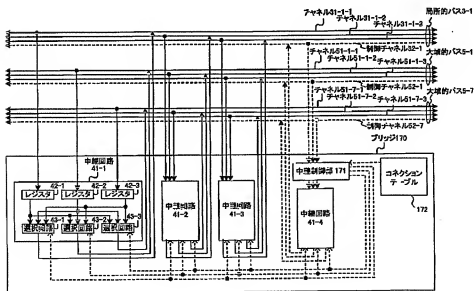 チャネル31-1-1
チャネル31-1-2
チャネル31-1-3
局所的バス3-1
制御チャネル32-1
チャネル51-1-1
チャネル51-1-2
チャネル51-1-3
大域的バス5-1
制御チャネル52-1
チャネル51-7-1
チャネル51-7-2
チャネル51-7-3
大域的バス5-7
制御チャネル52-7
ブリッジ170
中継回路
41-1
42-1
42-2
42-3
レジスタ
レジスタ
レジスタ
43-1
43-2
43-3
選択回路
選択回路
選択回路
中継回路
41-2
中継回路
41-3
中継制御部 171
中継回路
41-4
コネクション
テーブル
172